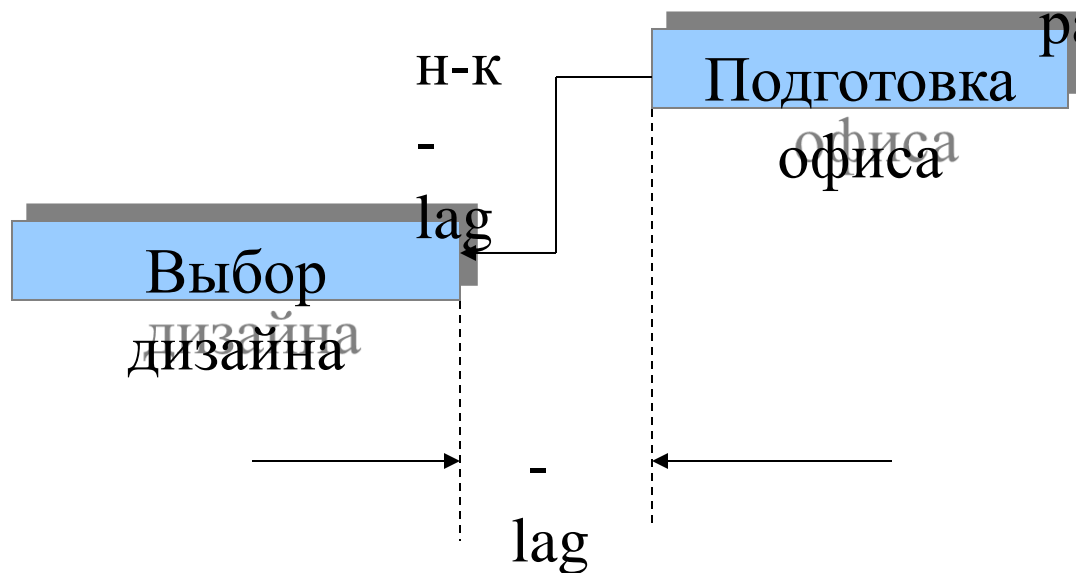 н-к
-
lag
Подготовка
офиса
Выбор
дизайна
-
lag